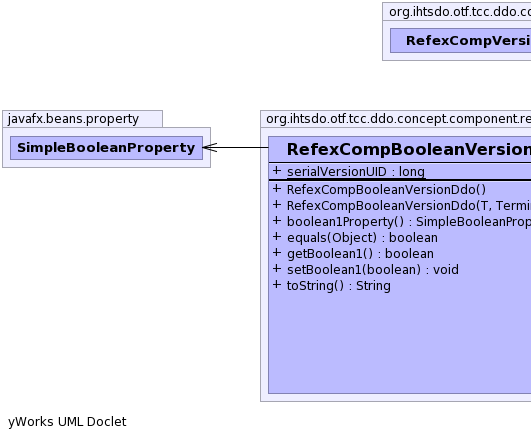 org.ihtsdo.otf.tcc.ddo.co
RefexCompVersi
javafx.beans.property
SimpleBooleanProperty
org.ihtsdo.otf.tcc.ddo.concept.component.re
RefexCompBooleanVersion
+ serialVersionUID : long
+ RefexCompBooleanVersionDdo()
+ RefexCompBooleanVersionDdo(T, Termin
+ boolean1Property() : SimpleBooleanProp
+ equals(Object) : boolean
+ getBoolean1() : boolean
+ setBoolean1(boolean) : void
+ toString() : String
yWorks UML Doclet